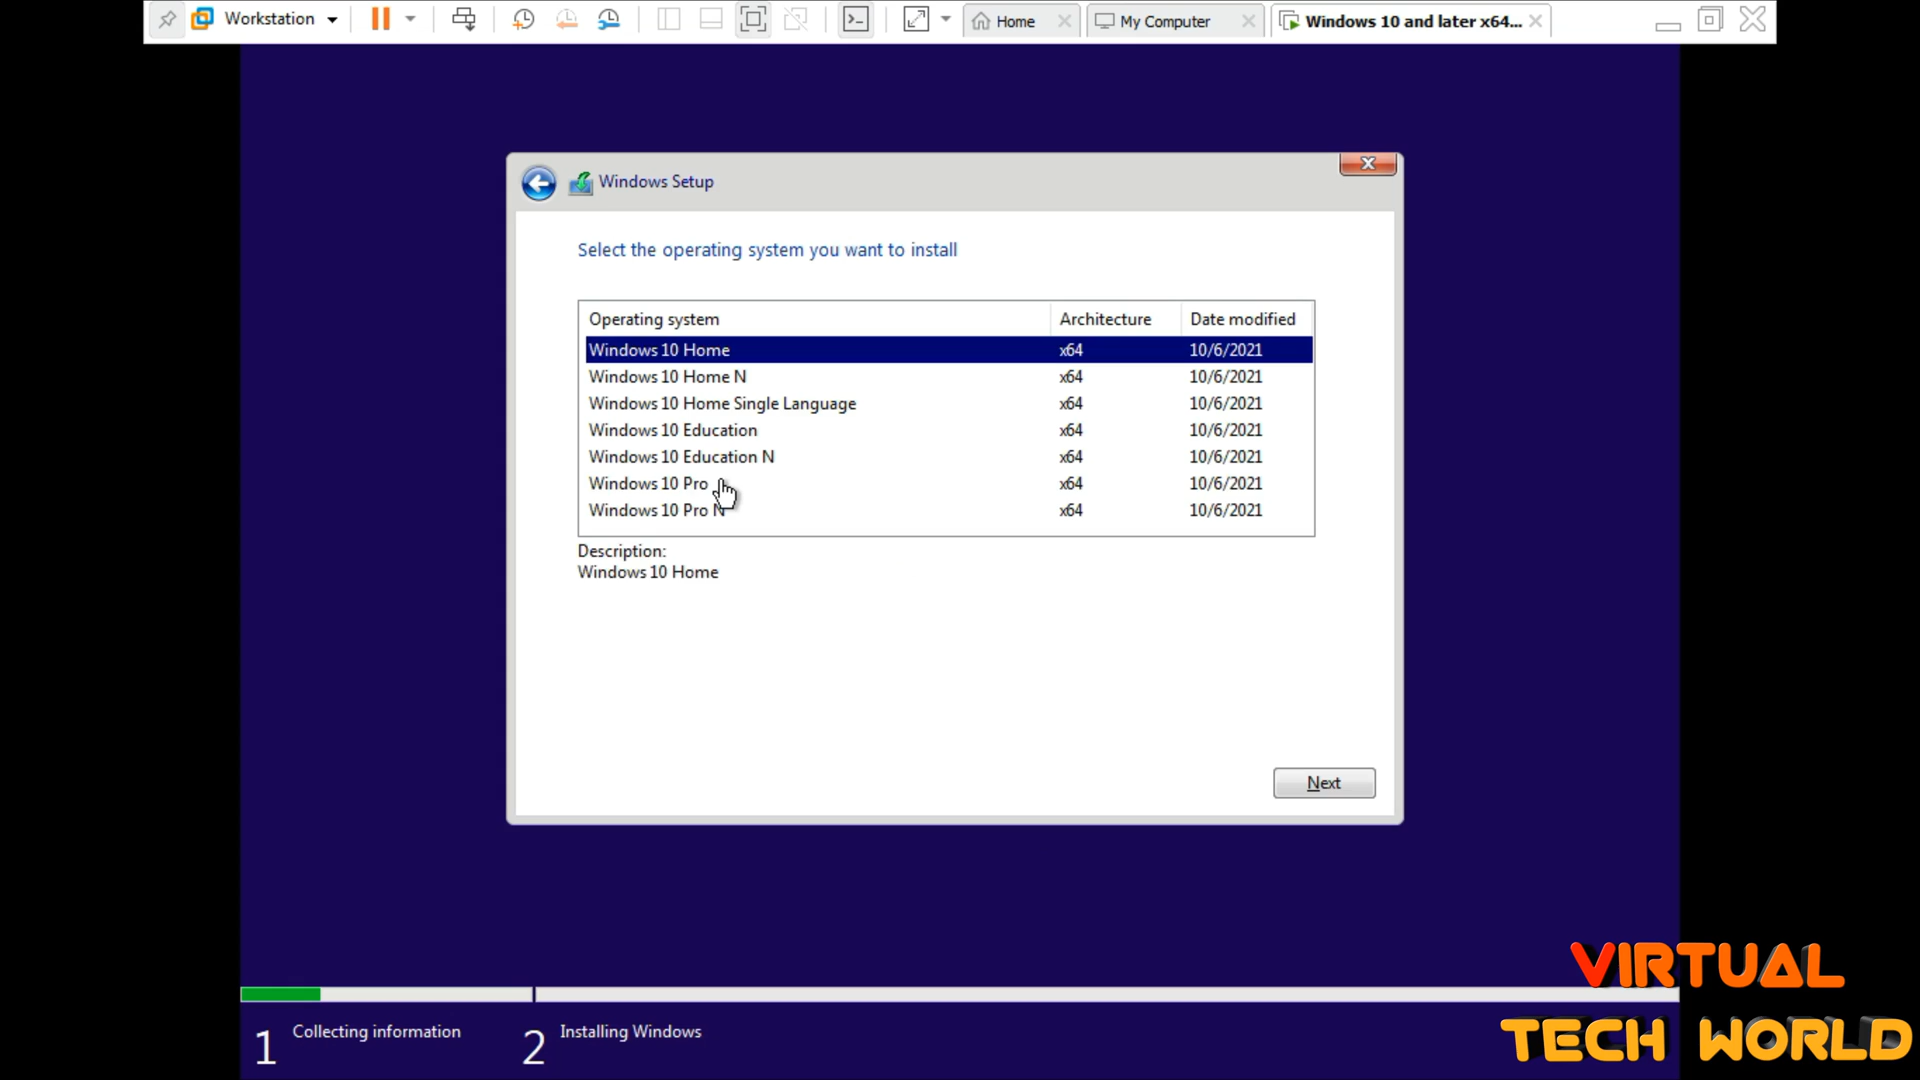 Workstation
Home
My Computer
Windows 10 and later x64...
Windows Setup
Select the operating system you want to install
Operating system Architecture Date modified
Windows 10 Home x64 10/6/2021
Windows 10 Home N x64 10/6/2021
Windows 10 Home Single Language x64 10/6/2021
Windows 10 Education x64 10/6/2021
Windows 10 Education N x64 10/6/2021
Windows 10 Pro x64 10/6/2021
Windows 10 Pro N x64 10/6/2021
Description:
Windows 10 Home
Next
1 Collecting information
2 Installing Windows
VIRTUAL
TECH WORLD